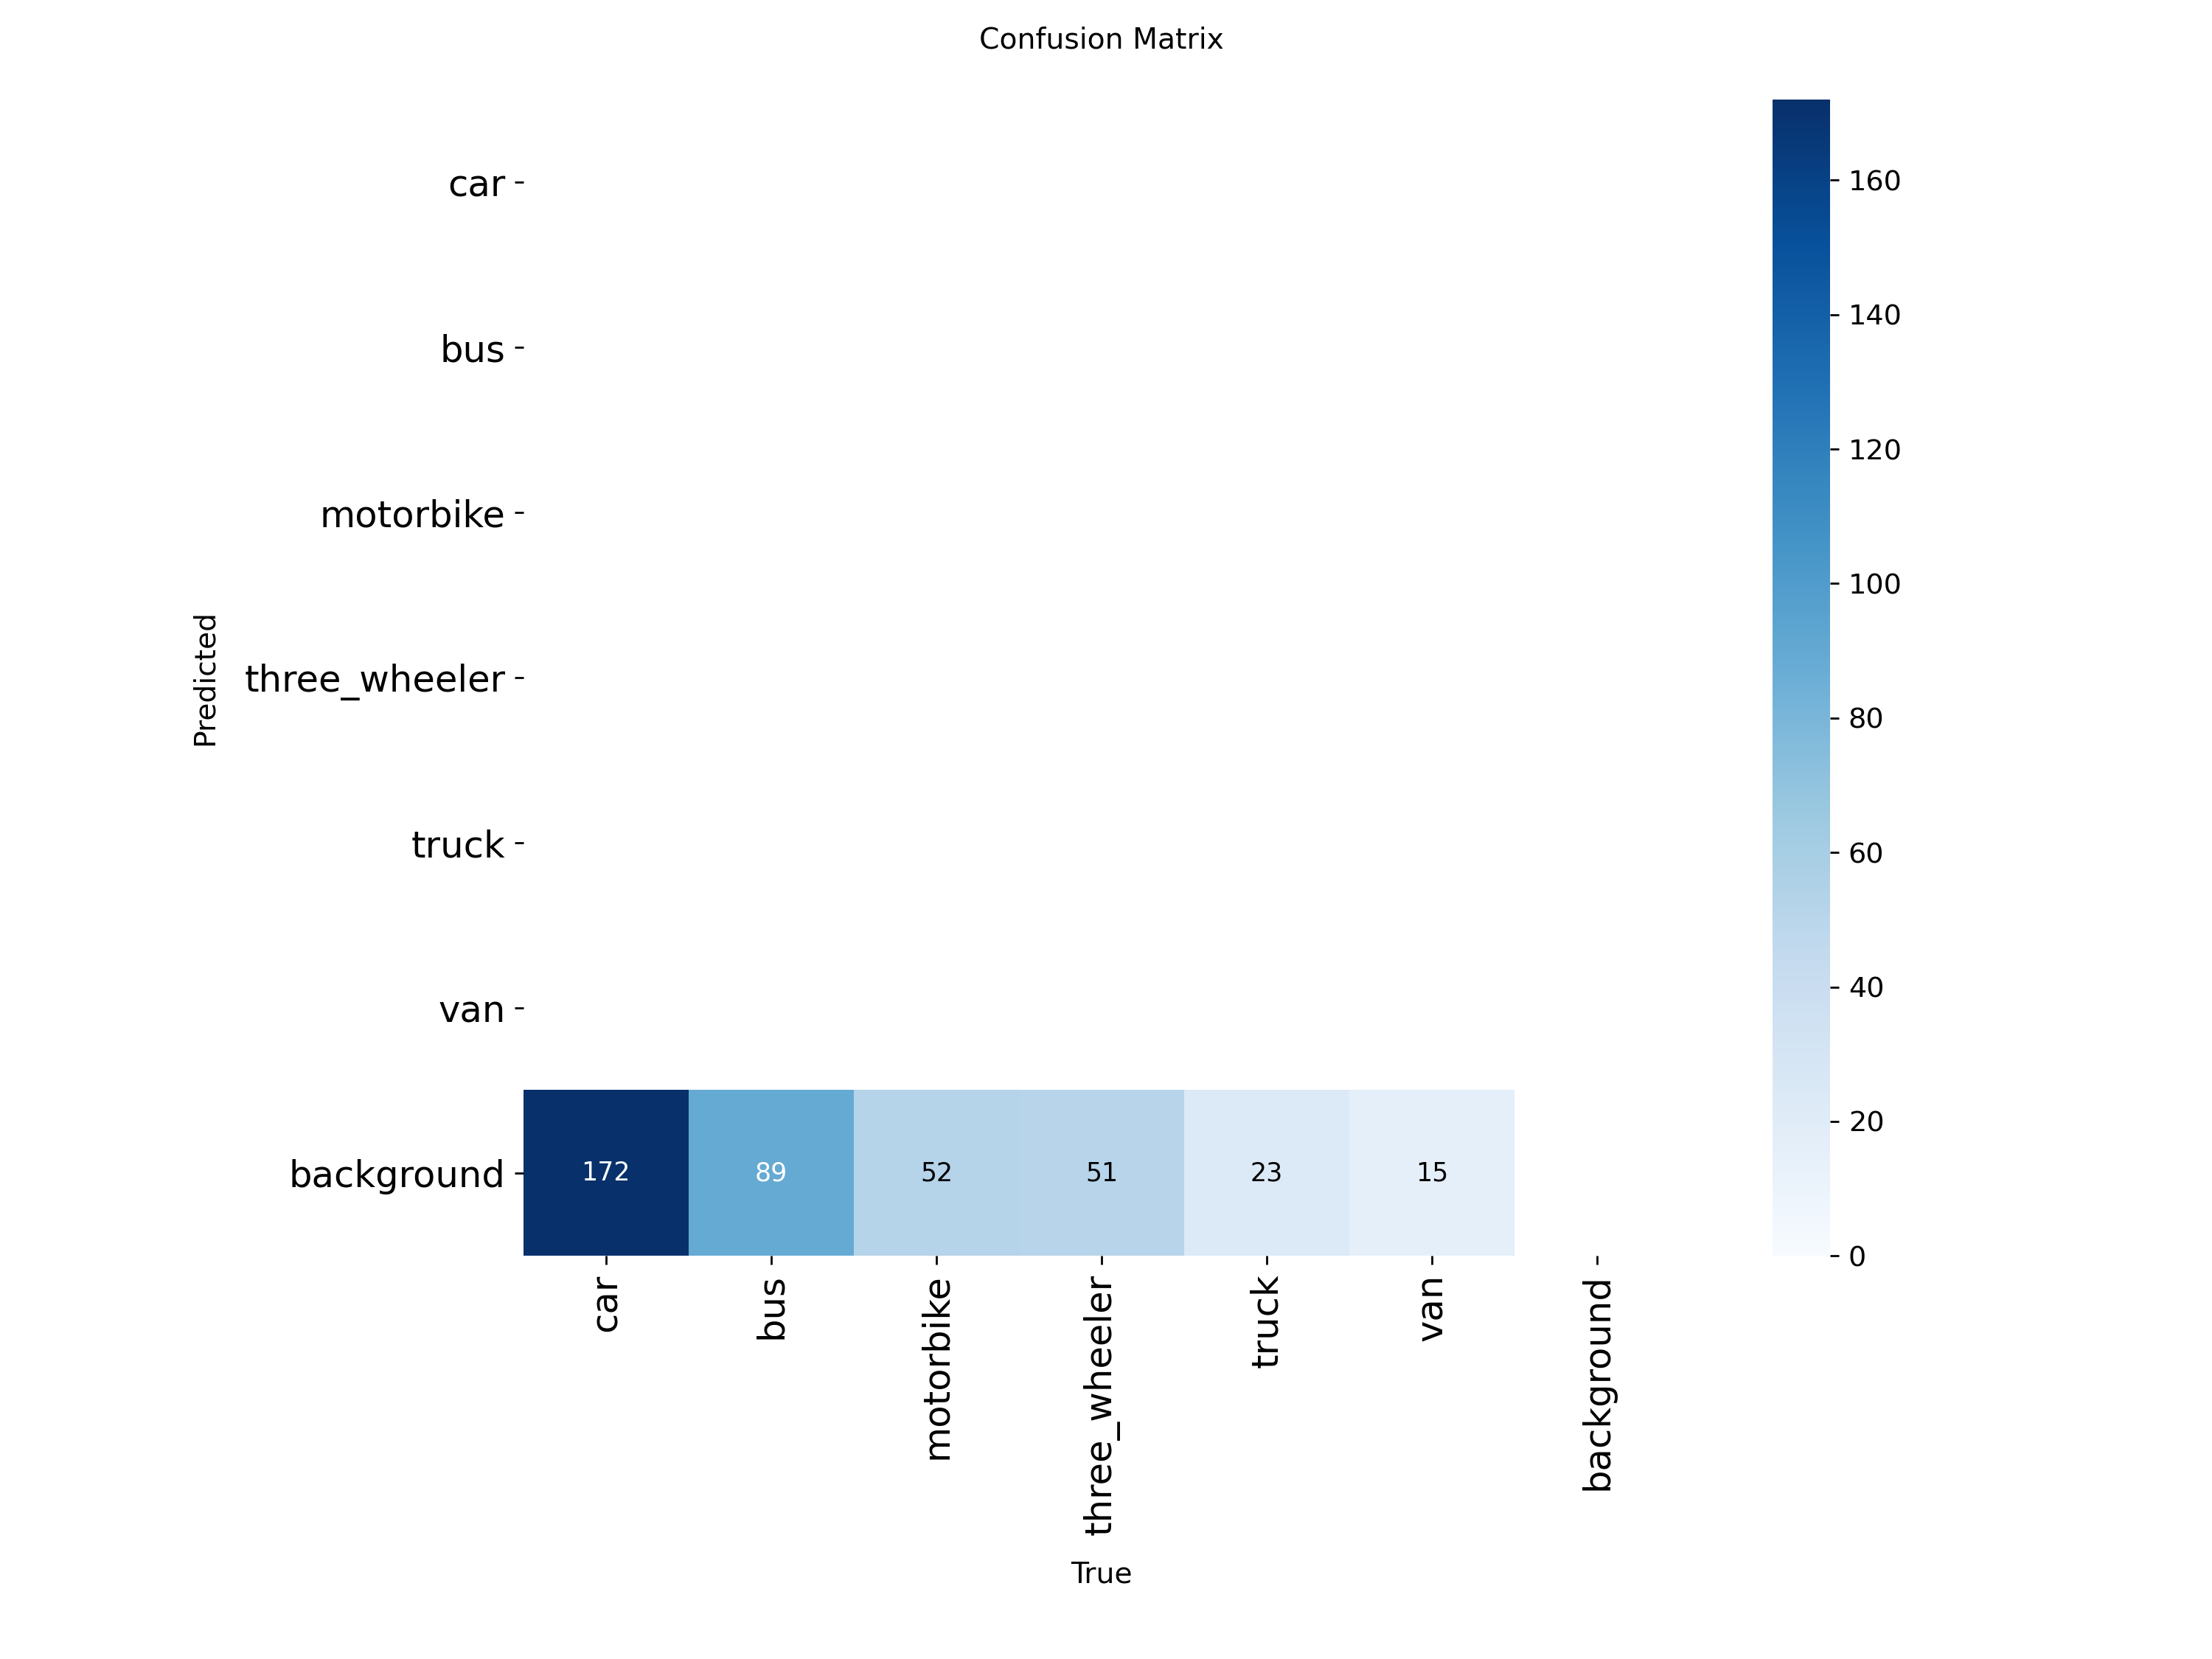 Confusion Matrix
Predicted
car
bus
motorbike
three_wheeler
truck
van
background
172 89 52 51 23 15
car bus motorbike three_wheeler truck van background
True
160
140
120
100
80
60
40
20
0